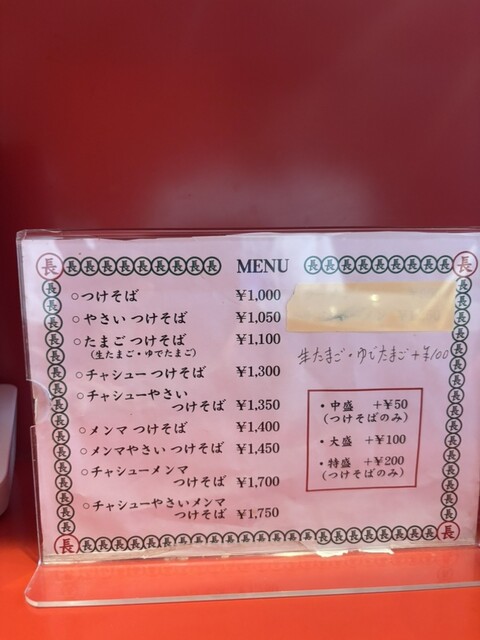 MENU
○つけそば ¥1,000
○やさい つけそば ¥1,050
○たまご つけそば ¥1,100
（生たまご・ゆでたまご）
○チャシュー つけそば ¥1,300
○チャシューやさい
つけそば ¥1,350
○メンマ つけそば ¥1,400
○メンマやさい つけそば ¥1,450
○チャシューメンマ
つけそば ¥1,700
○チャシューやさいメンマ
つけそば ¥1,750
生たまご・ゆでたまご＋¥100
・中盛 +¥50
(つけそばのみ)
・大盛 +¥100
・特盛 +¥200
(つけそばのみ)
長